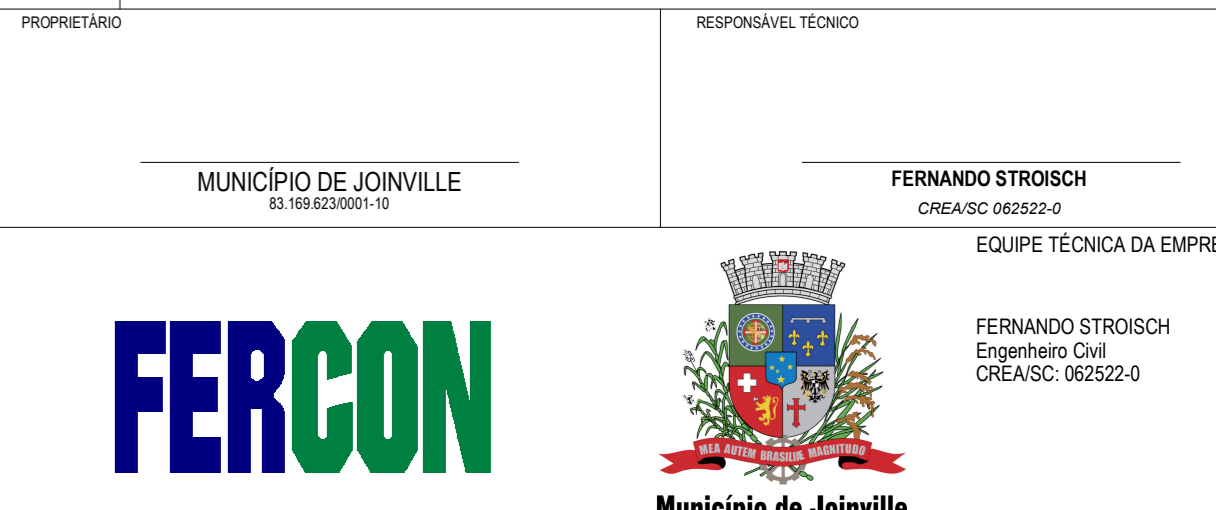 PROPRIETÁRIO
RESPONSÁVEL TÉCNICO
MUNICÍPIO DE JOINVILLE
83.169.623/0001-10
FERNANDO STROISCH
CREA/SC 062522-0
EQUIPE TÉCNICA DA EMPRE
FERCON
FERNANDO STROISCH
Engenheiro Civil
CREA/SC: 062522-0
MEA AUTEM BRASILIÆ MAGNITUDO
Município de Joinville